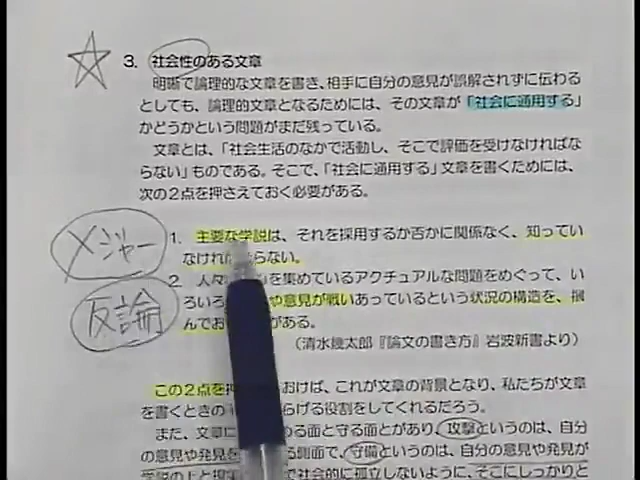 3. 社会性のある文章
明晰で論理的な文章を書き、相手に自分の意見が誤解されずに伝わる
としても、論理的文章となるためには、その文章が「社会に通用する」
かどうかという問題がまだ残っている。
文章とは、「社会生活のなかで活動し、そこで評価を受けなければな
らない」ものである。そこで、「社会に通用する」文章を書くためには、
次の2点を押さえておく必要がある。
メジャー
1. 主要な学説は、それを採用するか否かに関係なく、知ってい
なければならない。
反論
2. 人々 を集めているアクチュアルな問題をめぐって、い
ろいろ や意見が戦いあっているという状況の構造を、掴
んでお がある。
(清水幾太郎『論文の書き方』岩波新書より)
この2点を押 おけば、これが文章の背景となり、私たちが文章
を書くときの らげる役割をしてくれるだろう。
また、文章に める面と守る面とがあり、攻撃というのは、自分
の意見や発見 る側面で、守備というのは、自分の意見や発見が
学説の上と現実 で社会的に孤立しないように、そこにしっかりと